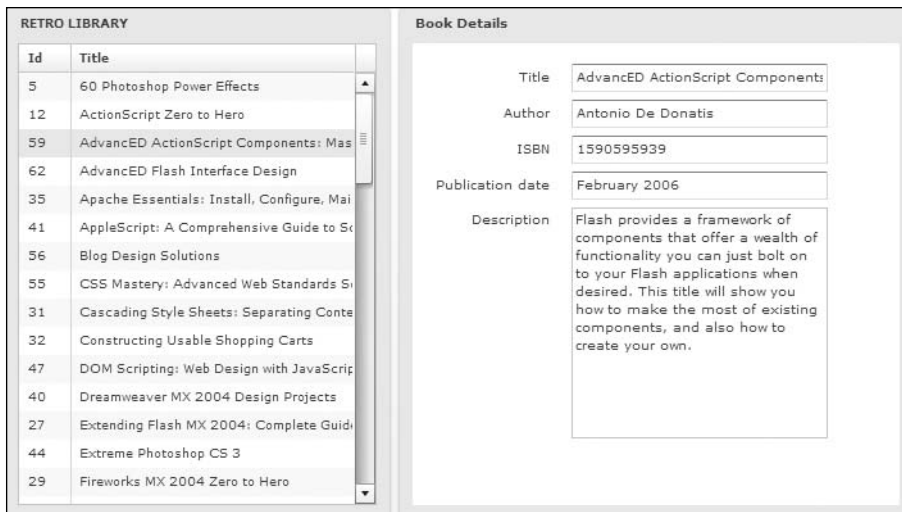 RETRO LIBRARY
Id Title
5 60 Photoshop Power Effects
12 ActionScript Zero to Hero
59 AdvancED ActionScript Components: Mas
62 AdvancED Flash Interface Design
35 Apache Essentials: Install, Configure, Mai
41 AppleScript: A Comprehensive Guide to Sc
56 Blog Design Solutions
55 CSS Mastery: Advanced Web Standards S
31 Cascading Style Sheets: Separating Conte
32 Constructing Usable Shopping Carts
47 DOM Scripting: Web Design with JavaScrip
40 Dreamweaver MX 2004 Design Projects
27 Extending Flash MX 2004: Complete Guid
44 Extreme Photoshop CS 3
29 Fireworks MX 2004 Zero to Hero
Book Details
Title AdvancED ActionScript Components
Author Antonio De Donatis
ISBN 1590595939
Publication date February 2006
Description Flash provides a framework of
components that offer a wealth of
functionality you can just bolt on
to your Flash applications when
desired. This title will show you
how to make the most of existing
components, and also how to
create your own.